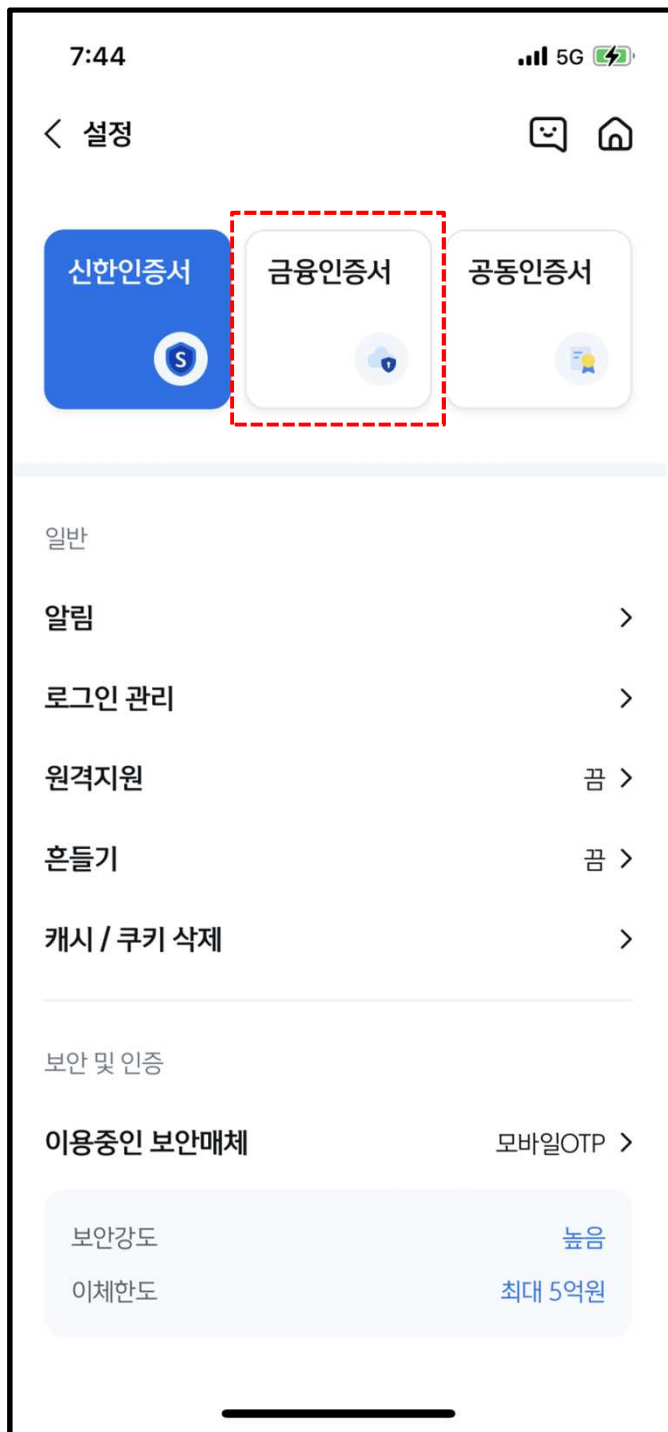 7:44 5G
설정
신한인증서 금융인증서 공동인증서
S
일반
알림
로그인 관리
원격지원 끔
흔들기 끔
캐시 / 쿠키 삭제
보안 및 인증
이용중인 보안매체 모바일OTP
보안강도 높음
이체한도 최대 5억원